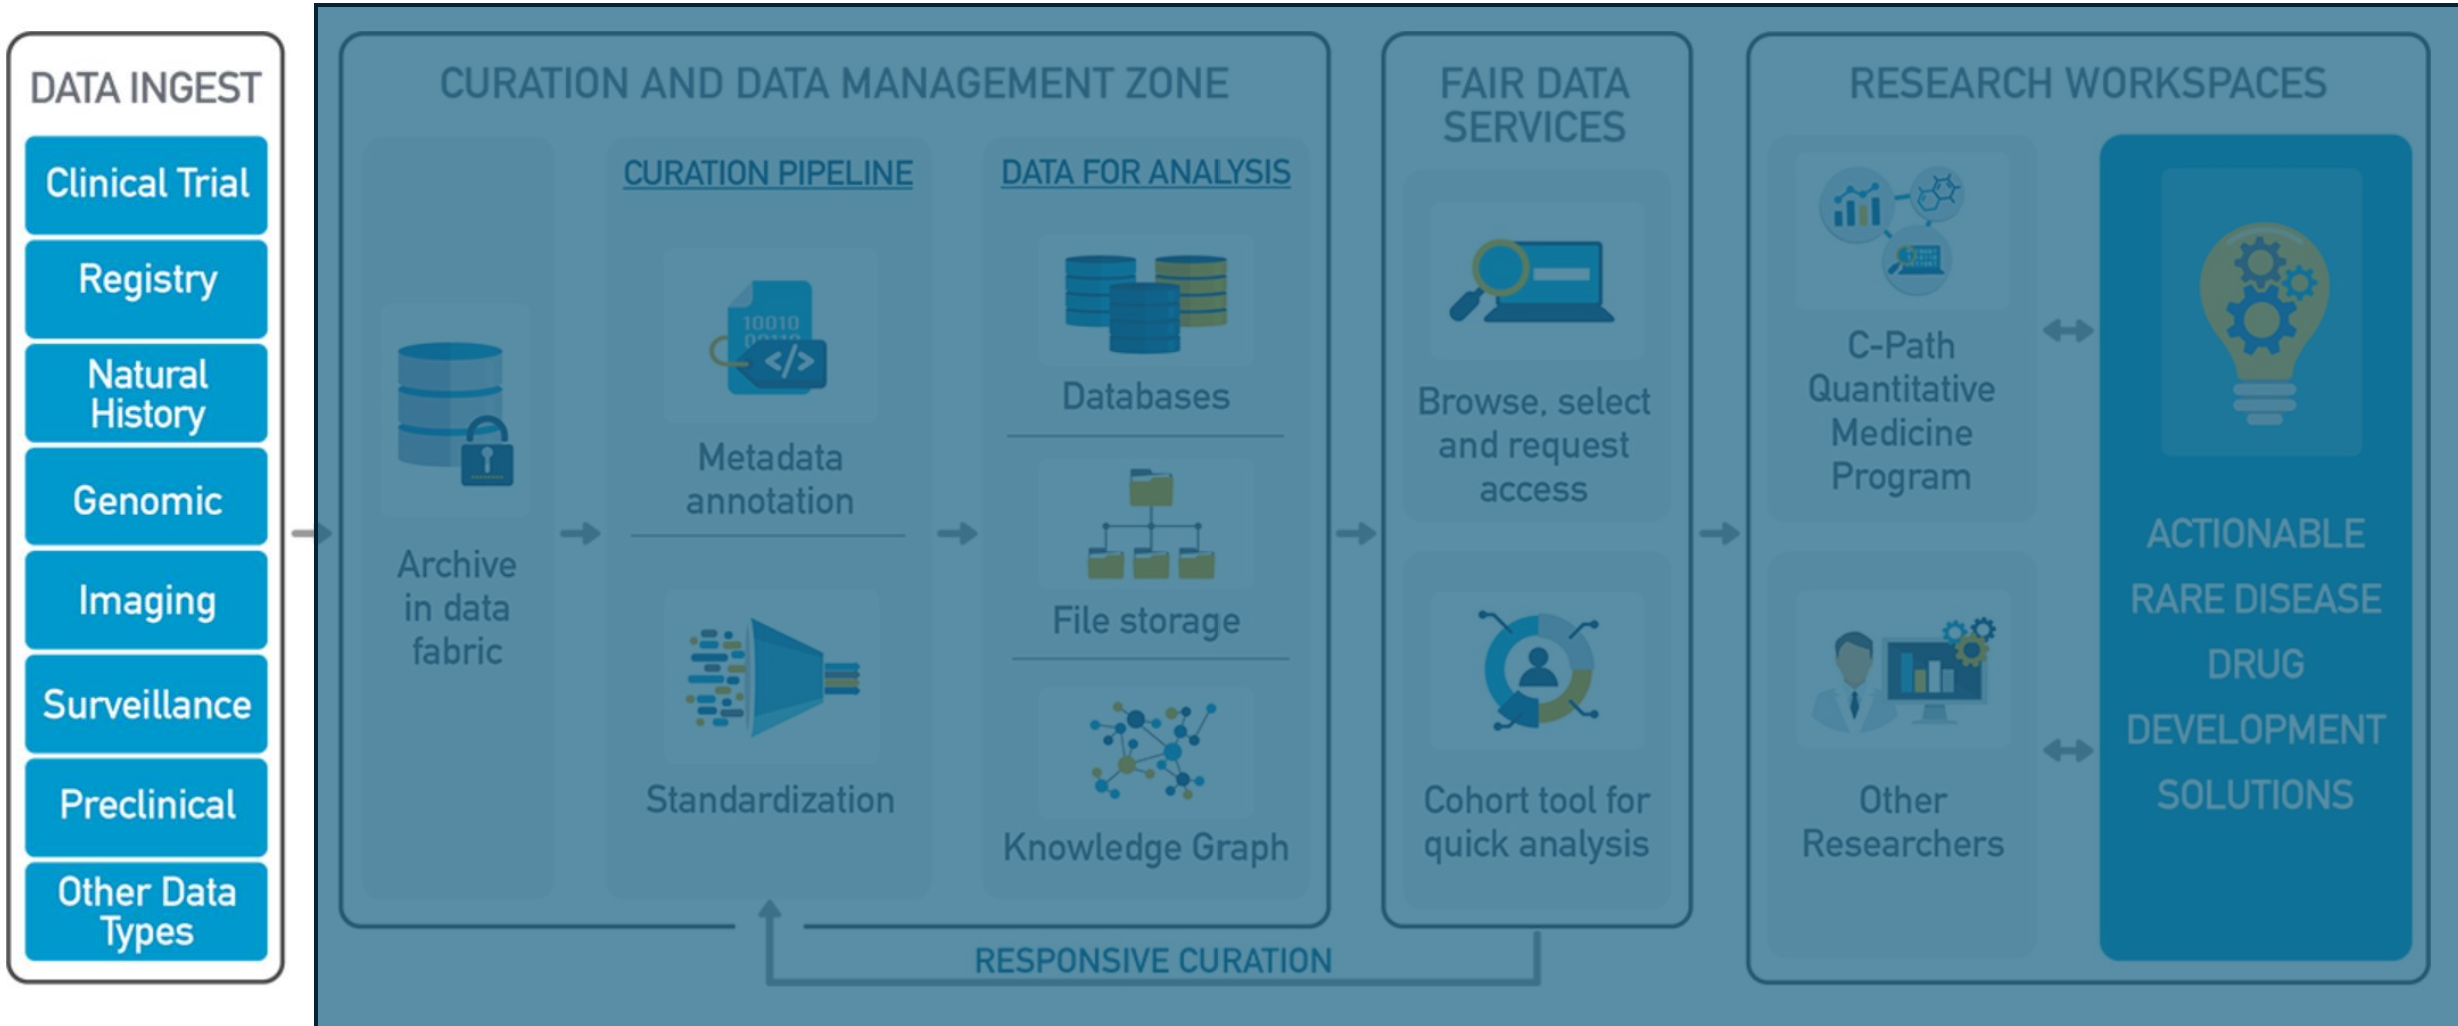 DATA INGEST
Clinical Trial
Registry
Natural
History
Genomic
Imaging
Surveillance
Preclinical
Other Data
Types
CURATION AND DATA MANAGEMENT ZONE
Archive
in data
fabric
CURATION PIPELINE
10010
00110
</>
Metadata
annotation
Standardization
DATA FOR ANALYSIS
Databases
File storage
Knowledge Graph
RESPONSIVE CURATION
FAIR DATA
SERVICES
Browse, select
and request
access
Cohort tool for
quick analysis
RESEARCH WORKSPACES
C-Path
Quantitative
Medicine
Program
Other
Researchers
ACTIONABLE
RARE DISEASE
DRUG
DEVELOPMENT
SOLUTIONS